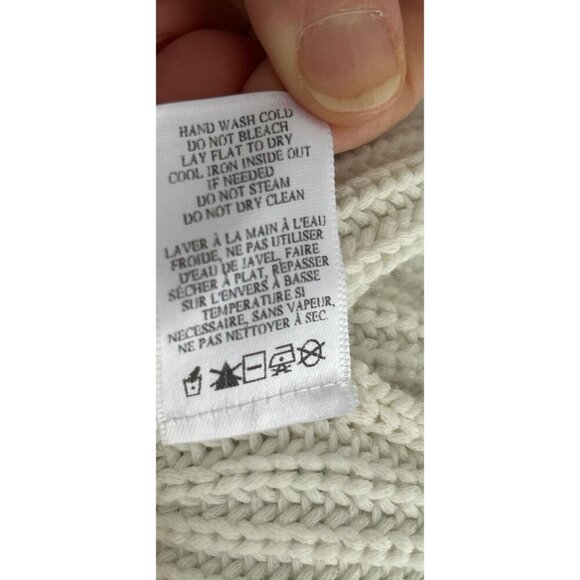 HAND WASH COLD
DO NOT BLEACH
LAY FLAT TO DRY
COOL IRON INSIDE OUT
IF NEEDED
DO NOT STEAM
DO NOT DRY CLEAN
LAVER À LA MAIN À L'EAU
FROIDE, NE PAS UTILISER
D'EAU DE JAVEL, FAIRE
SÉCHER À PLAT, REPASSER
SUR L'ENVERS À BASSE
TEMPERATURE SI
NÉCESSAIRE, SANS VAPEUR,
NE PAS NETTOYER À SEC.